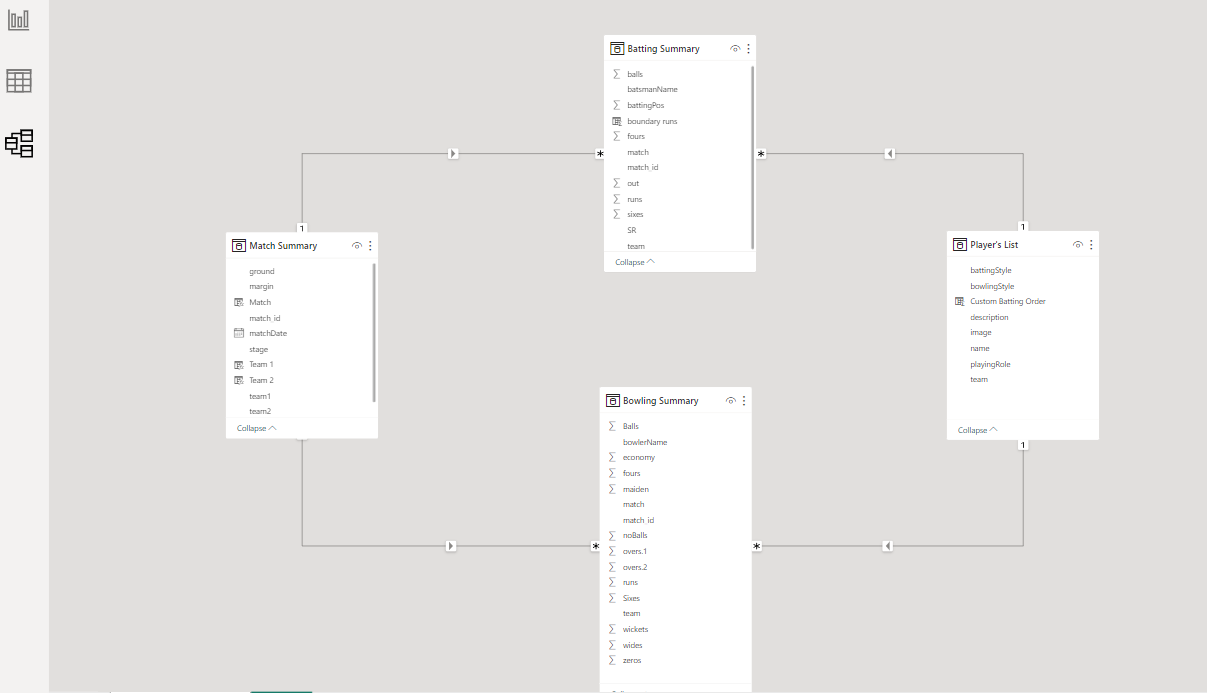 Batting Summary
balls
batsmanName
battingPos
boundary runs
fours
match
match_id
out
runs
sixes
SR
team
Collapse
*
*
1
1
Match Summary
ground
margin
Match
match_id
matchDate
stage
Team 1
Team 2
team1
team2
Collapse
Player's List
battingStyle
bowlingStyle
Custom Batting Order
description
image
name
playingRole
team
Collapse
1
Bowling Summary
Balls
bowlerName
economy
fours
maiden
match
match_id
noBalls
overs.1
overs.2
runs
Sixes
team
wickets
wides
zeros
*
*